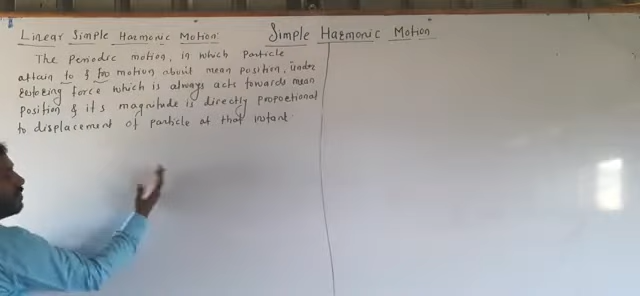 Simple Harmonic Motion
Linear Simple Harmonic Motion:
The Periodic motion, in which Particle
attain to & fro motion about mean position, under
restoring force which is always acts towards mean
position & it's magnitude is directly proportional
to displacement of particle at that instant.